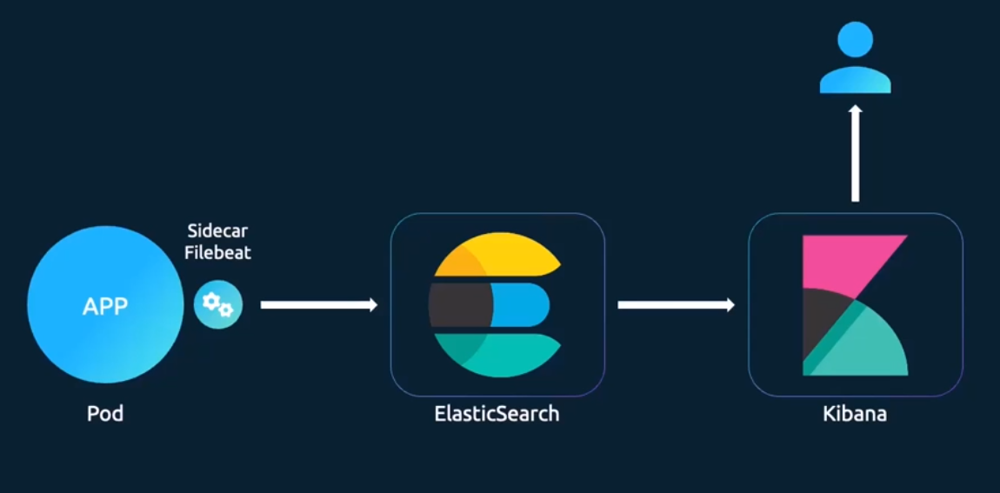 Sidecar
Filebeat
APP
Pod
ElasticSearch
Kibana